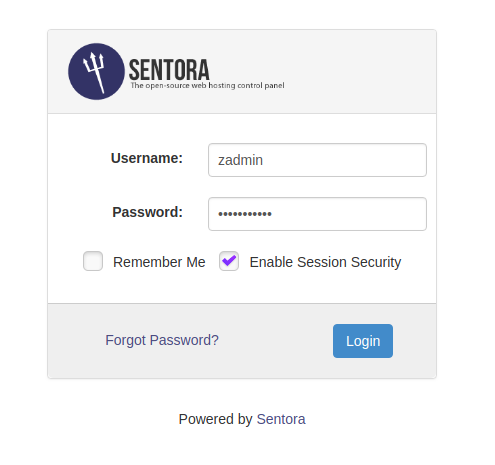 SENTORA
The open-source web hosting control panel
Username: zadmin
Password: •••••••••••
Remember Me Enable Session Security
Forgot Password? Login
Powered by Sentora